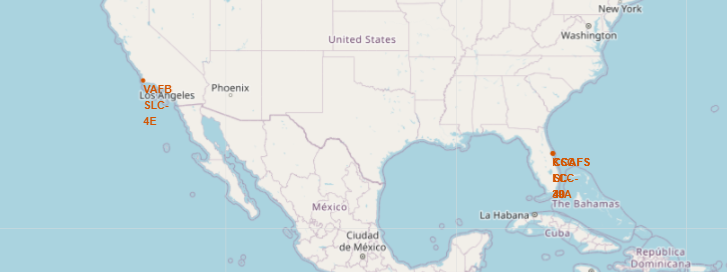 New York
United States
Washington
VAFB
Los Angeles
Phoenix
SLC-
4E
México
The Bahamas
La Habana
Cuba
Ciudad
de México
República
Dominicana